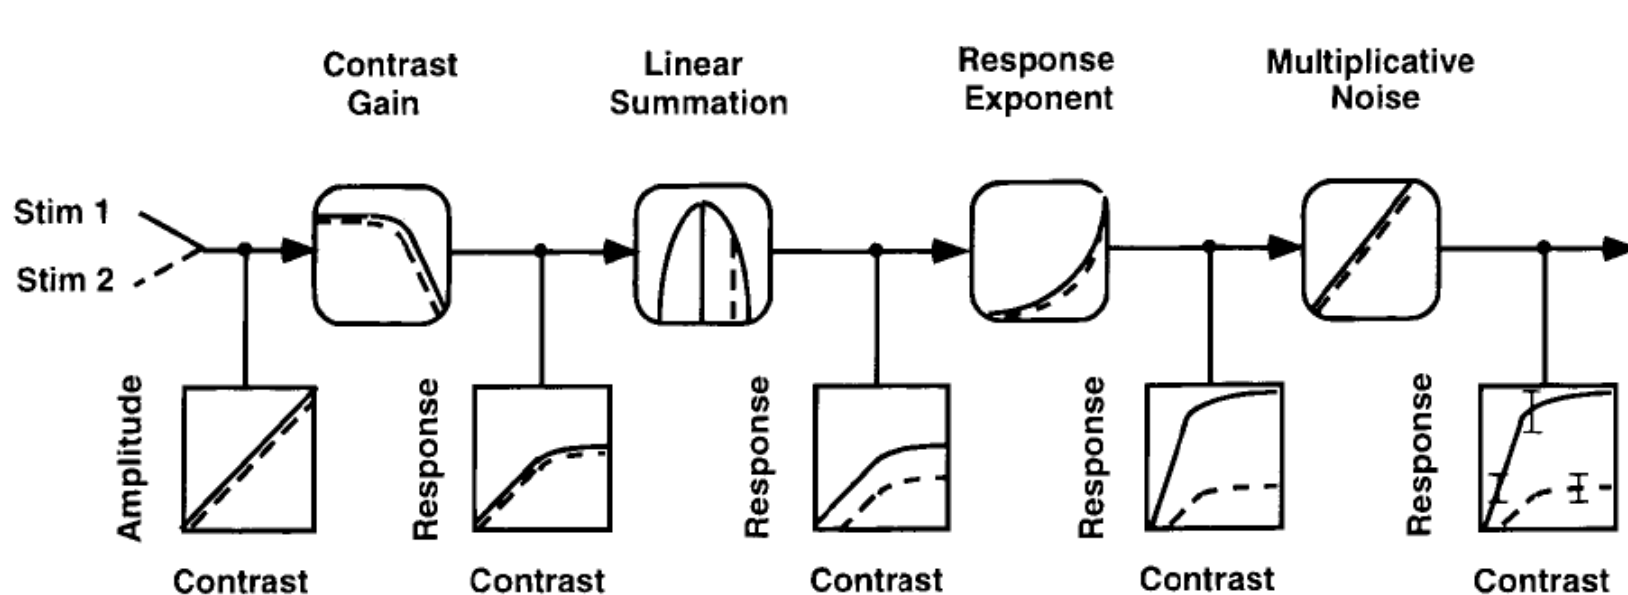 Contrast
Gain
Linear
Summation
Response
Exponent
Multiplicative
Noise
Stim 1
Stim 2
Amplitude
Contrast
Response
Contrast
Response
Contrast
Response
Contrast
Response
Contrast